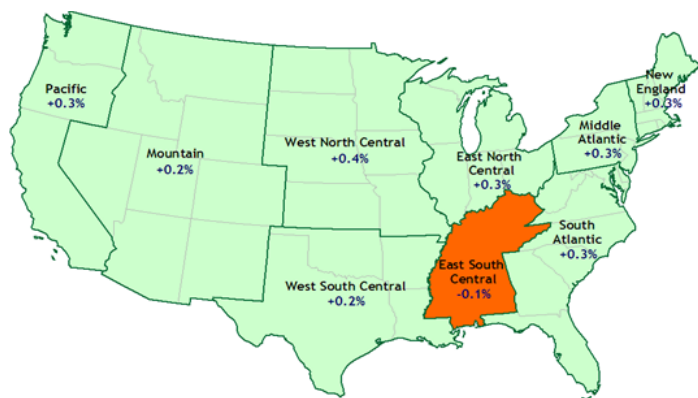 New
England
+0.3%
Pacific
+0.3%
Middle
Atlantic
+0.3%
West North Central
+0.4%
Mountain
+0.2%
East North
Central
+0.3%
South
Atlantic
+0.3%
East South
Central
-0.1%
West South Central
+0.2%